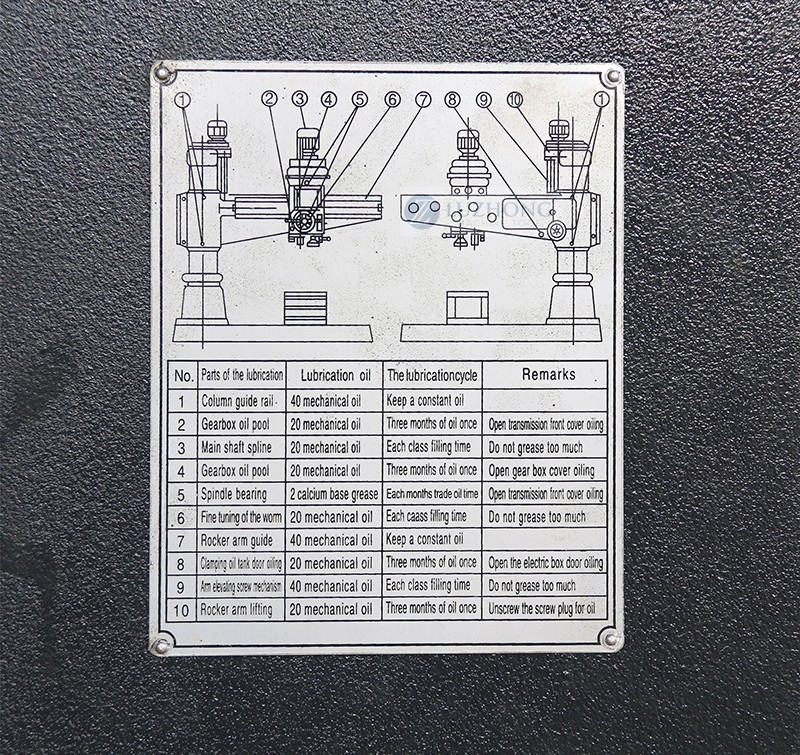 ① ② ③ ④ ⑤ ⑥ ⑦ ⑧ ⑨ ⑩ ①
No. Parts of the lubrication Lubrication oil The lubricationcycle Remarks
1 Column guide rail. 40 mechanical oil Keep a constant oil
2 Gearbox oil pool 20 mechanical oil Three months of oil once Open transmission front cover oiling
3 Main shaft spline 20 mechanical oil Each class filling time Do not grease too much
4 Gearbox oil pool 20 mechanical oil Three months of oil once Open gear box cover oiling
5 Spindle bearing 2 calcium base grease Each months trade oil time Open transmission front cover oiling
6 Fine tuning of the worm 20 mechanical oil Each caass filling time Do not grease too much
7 Rocker arm guide 40 mechanical oil Keep a constant oil
8 Clamping oil tank door oiling 20 mechanical oil Three months of oil once Open the electric box door oiling
9 Arm elevating screw mechanism 40 mechanical oil Each class filling time Do not grease too much
10 Rocker arm lifting 20 mechanical oil Three months of oil once Unscrew the screw plug for oil